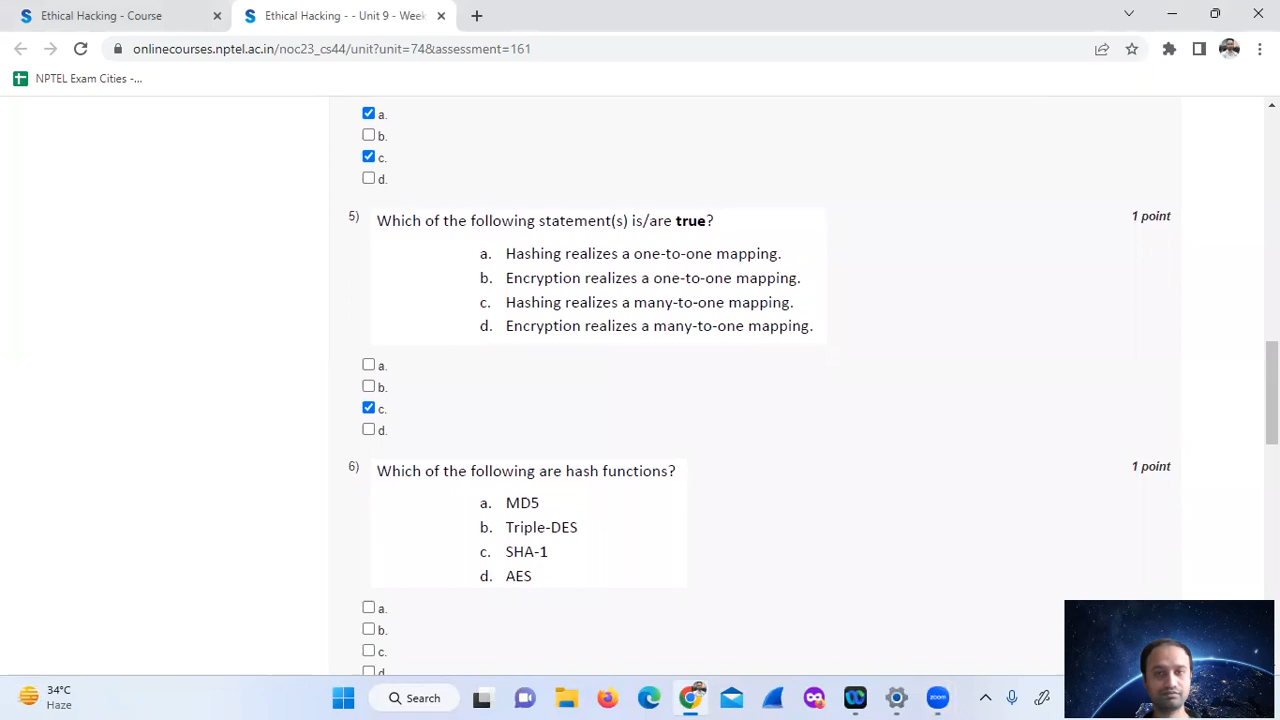 Ethical Hacking - Course
Ethical Hacking - - Unit 9 - Week
onlinecourses.nptel.ac.in/noc23_cs44/unit?unit=74&assessment=161
NPTEL Exam Cities -...
a.
b.
c.
d.
5) Which of the following statement(s) is/are true? 1 point
a. Hashing realizes a one-to-one mapping.
b. Encryption realizes a one-to-one mapping.
c. Hashing realizes a many-to-one mapping.
d. Encryption realizes a many-to-one mapping.
a.
b.
c.
d.
6) Which of the following are hash functions? 1 point
a. MD5
b. Triple-DES
c. SHA-1
d. AES
a.
b.
c.
d.
34°C
Haze
Search
zoom